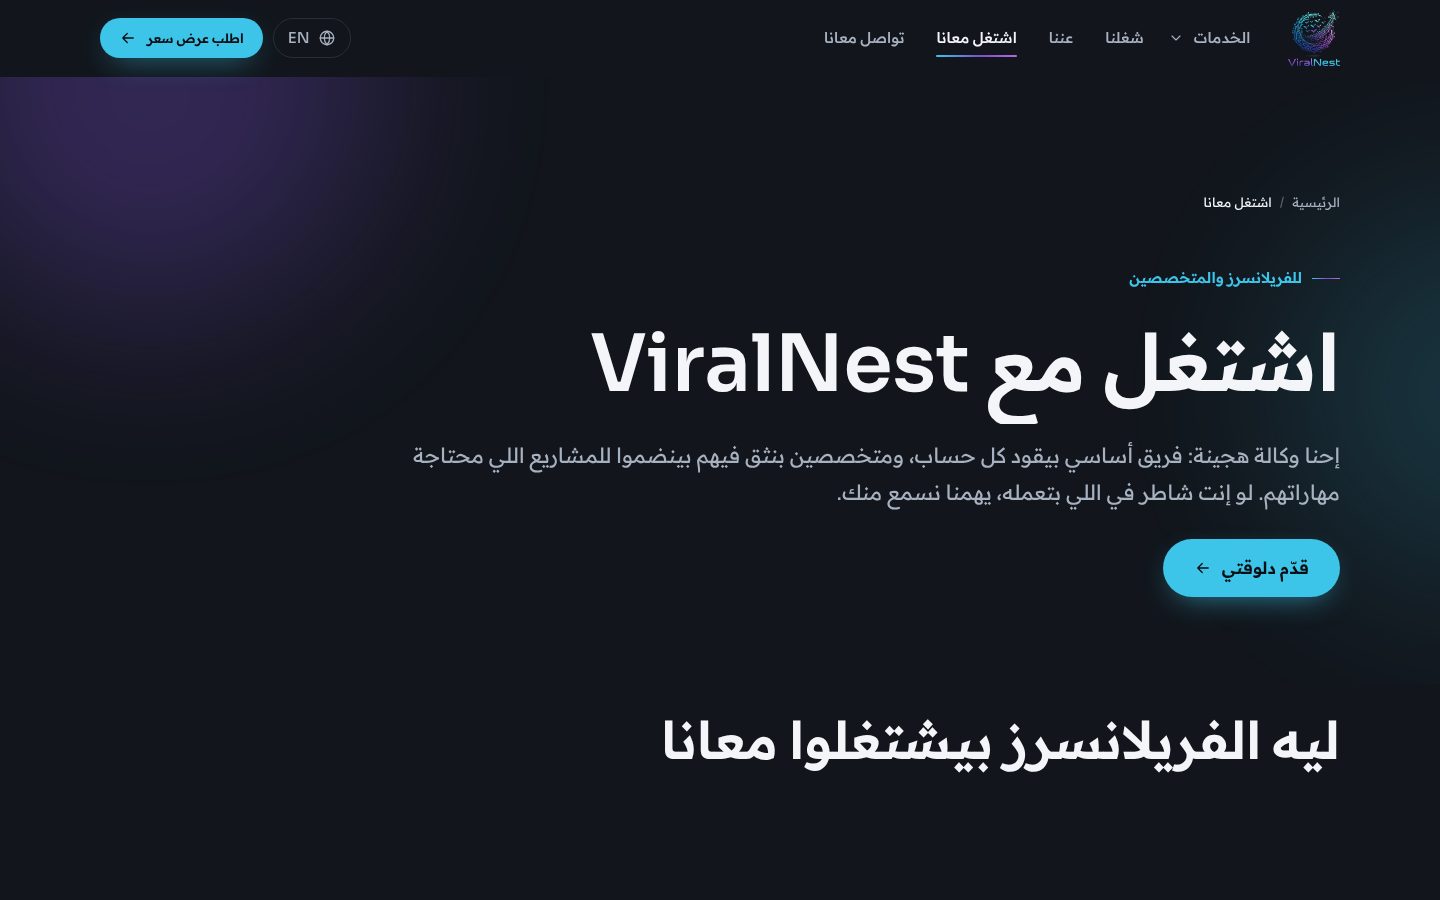 ViralNest
الخدمات
شغلنا
عننا
اشتغل معانا
تواصل معانا
EN
اطلب عرض سعر
الرئيسية / اشتغل معانا
للفريلانسرز والمتخصصين
اشتغل مع ViralNest
إحنا وكالة هجينة: فريق أساسي بيقود كل حساب، ومتخصصين بنثق فيهم بينضموا للمشاريع اللي محتاجة
مهاراتهم. لو إنت شاطر في اللي بتعمله، يهمنا نسمع منك.
قدّم دلوقتي
ليه الفريلانسرز بيشتغلوا معانا